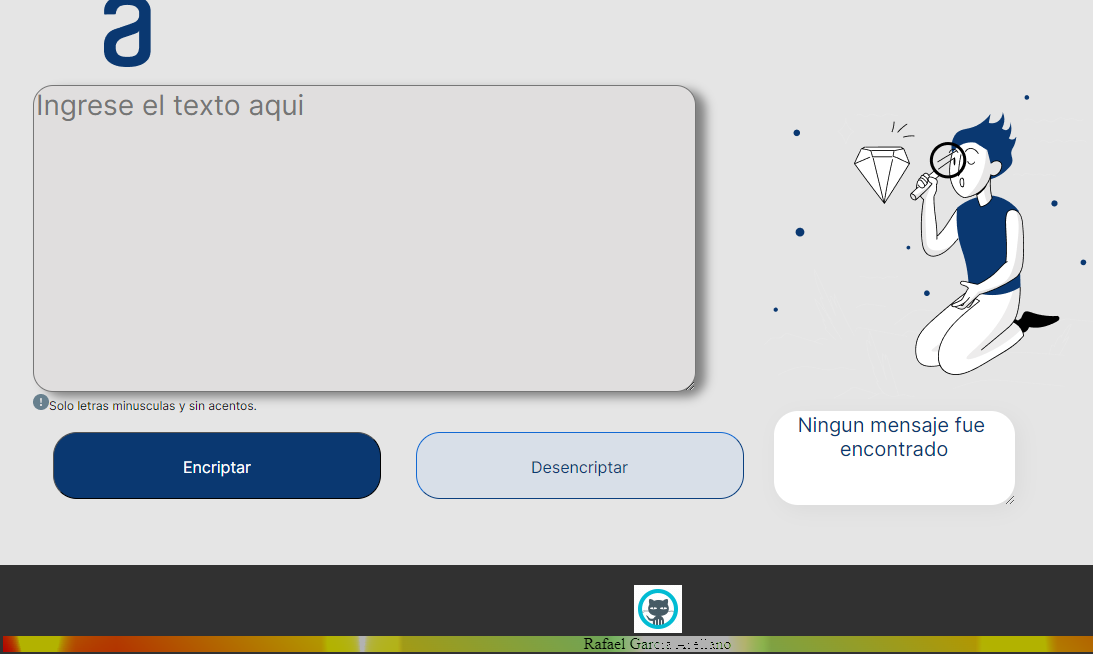 a
Ingrese el texto aqui
Solo letras minusculas y sin acentos.
Encriptar
Desencriptar
Ningun mensaje fue
encontrado
Rafael Garcia Arellano